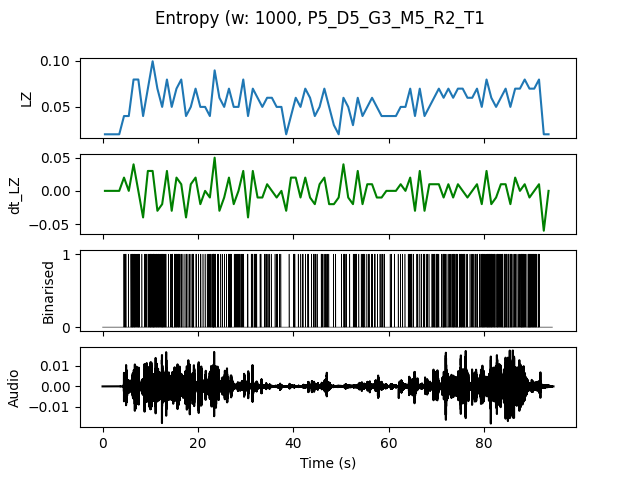 Entropy (w: 1000, P5_D5_G3_M5_R2_T1
0.10
0.05
LZ
0.05
0.00
−0.05
dt_LZ
1
0
Binarised
0.01
0.00
−0.01
Audio
0 20 40 60 80
Time (s)